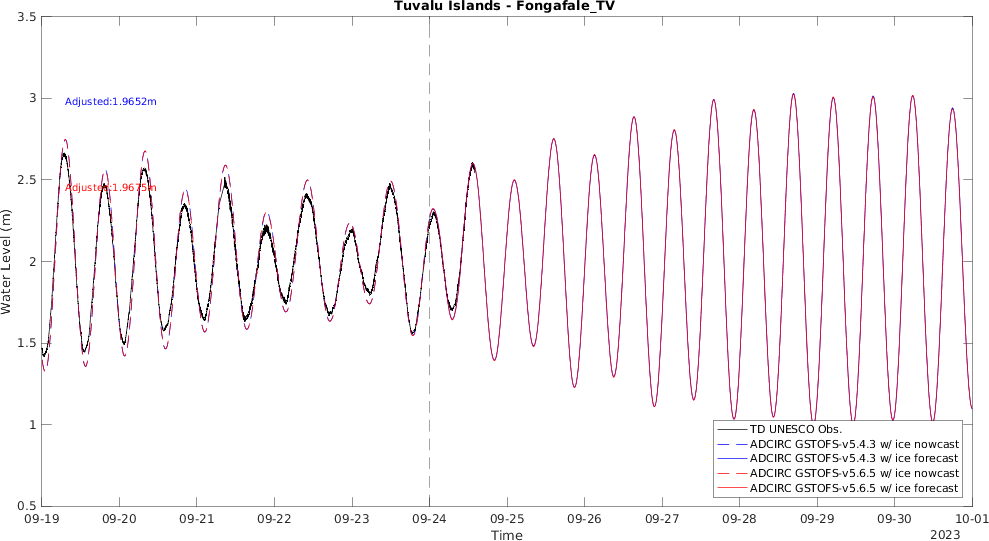 Tuvalu Islands - Fongafale_TV
3.5
3
2.5
2
1.5
1
0.5
Water Level (m)
Adjusted:1.9652m
Adjusted:1.9675m
TD UNESCO Obs.
ADCIRC GSTOFS-v5.4.3 w/ ice nowcast
ADCIRC GSTOFS-v5.4.3 w/ ice forecast
ADCIRC GSTOFS-v5.6.5 w/ ice nowcast
ADCIRC GSTOFS-v5.6.5 w/ ice forecast
09-19 09-20 09-21 09-22 09-23 09-24 09-25 09-26 09-27 09-28 09-29 09-30 10-01
Time
2023